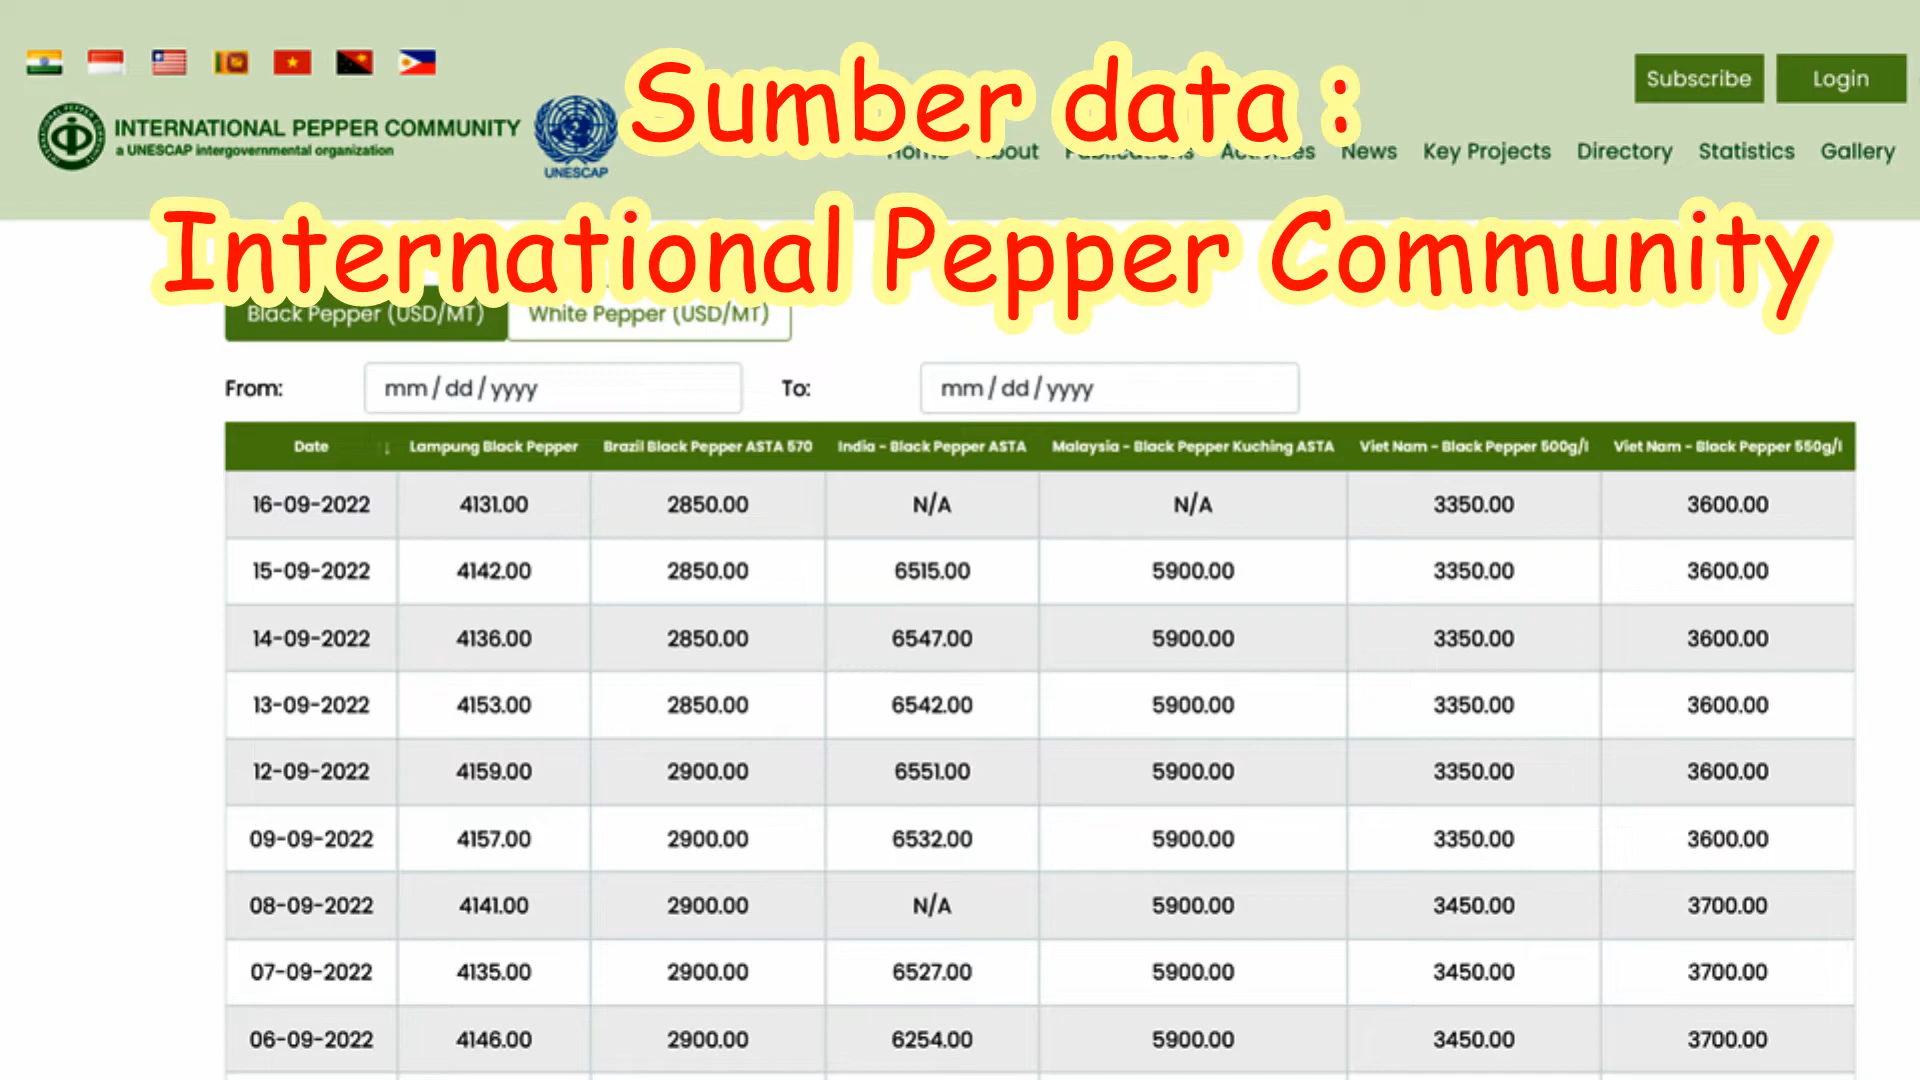 Sumber data :
Subscribe Login
INTERNATIONAL PEPPER COMMUNITY
a UNESCAP intergovernmental organization
UNESCAP
Home About Publications Activities News Key Projects Directory Statistics Gallery
International Pepper Community
Black Pepper (USD/MT) White Pepper (USD/MT)
From: mm/dd/yyyy To: mm/dd/yyyy
Date Lampung Black Pepper Brazil Black Pepper ASTA 570 India - Black Pepper ASTA Malaysia - Black Pepper Kuching ASTA Viet Nam - Black Pepper 500g/l Viet Nam - Black Pepper 550g/l
16-09-2022 4131.00 2850.00 N/A N/A 3350.00 3600.00
15-09-2022 4142.00 2850.00 6515.00 5900.00 3350.00 3600.00
14-09-2022 4136.00 2850.00 6547.00 5900.00 3350.00 3600.00
13-09-2022 4153.00 2850.00 6542.00 5900.00 3350.00 3600.00
12-09-2022 4159.00 2900.00 6551.00 5900.00 3350.00 3600.00
09-09-2022 4157.00 2900.00 6532.00 5900.00 3350.00 3600.00
08-09-2022 4141.00 2900.00 N/A 5900.00 3450.00 3700.00
07-09-2022 4135.00 2900.00 6527.00 5900.00 3450.00 3700.00
06-09-2022 4146.00 2900.00 6254.00 5900.00 3450.00 3700.00